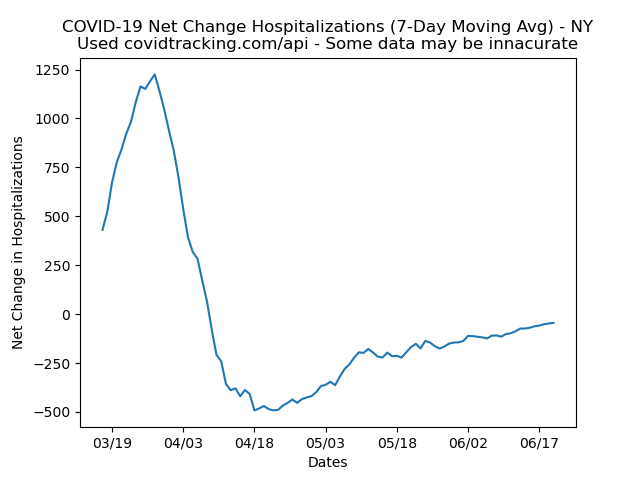 COVID-19 Net Change Hospitalizations (7-Day Moving Avg) - NY
Used covidtracking.com/api - Some data may be innacurate
Net Change in Hospitalizations
1250
1000
750
500
250
0
−250
−500
03/19 04/03 04/18 05/03 05/18 06/02 06/17
Dates